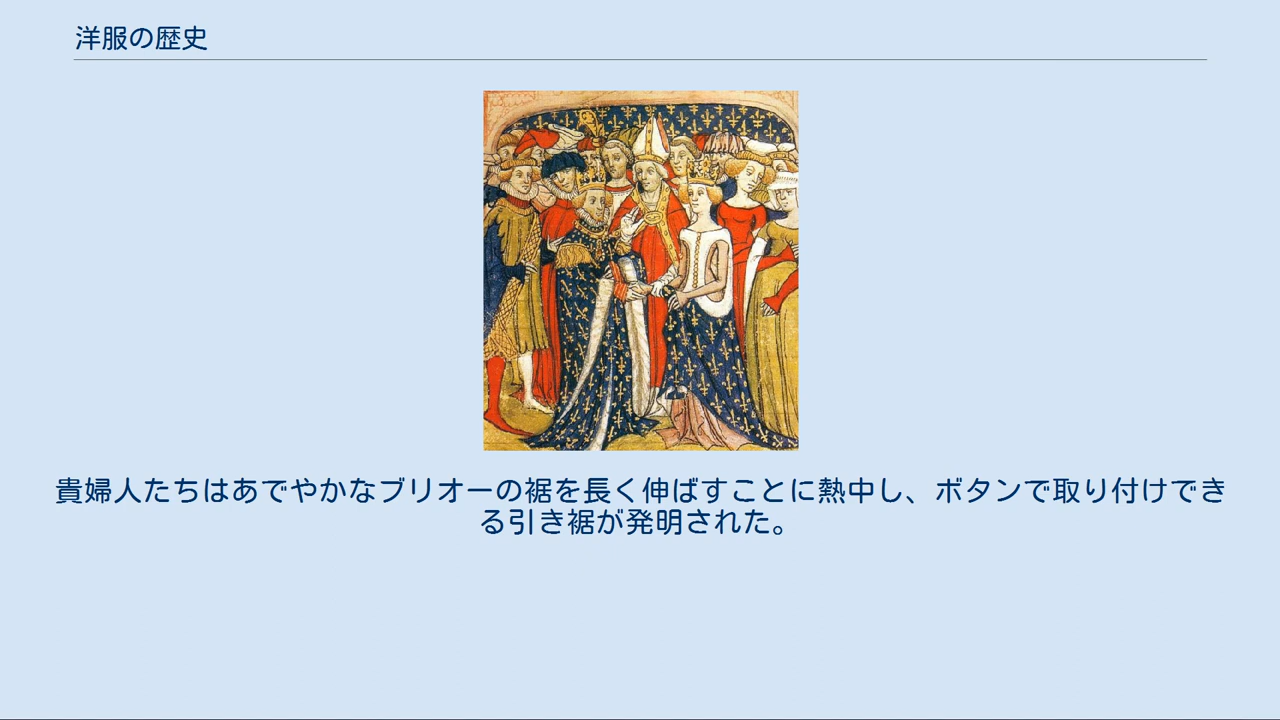 洋服の歴史
貴婦人たちはあでやかなブリオーの裾を長く伸ばすことに熱中し、ボタンで取り付けでき
る引き裾が発明された。